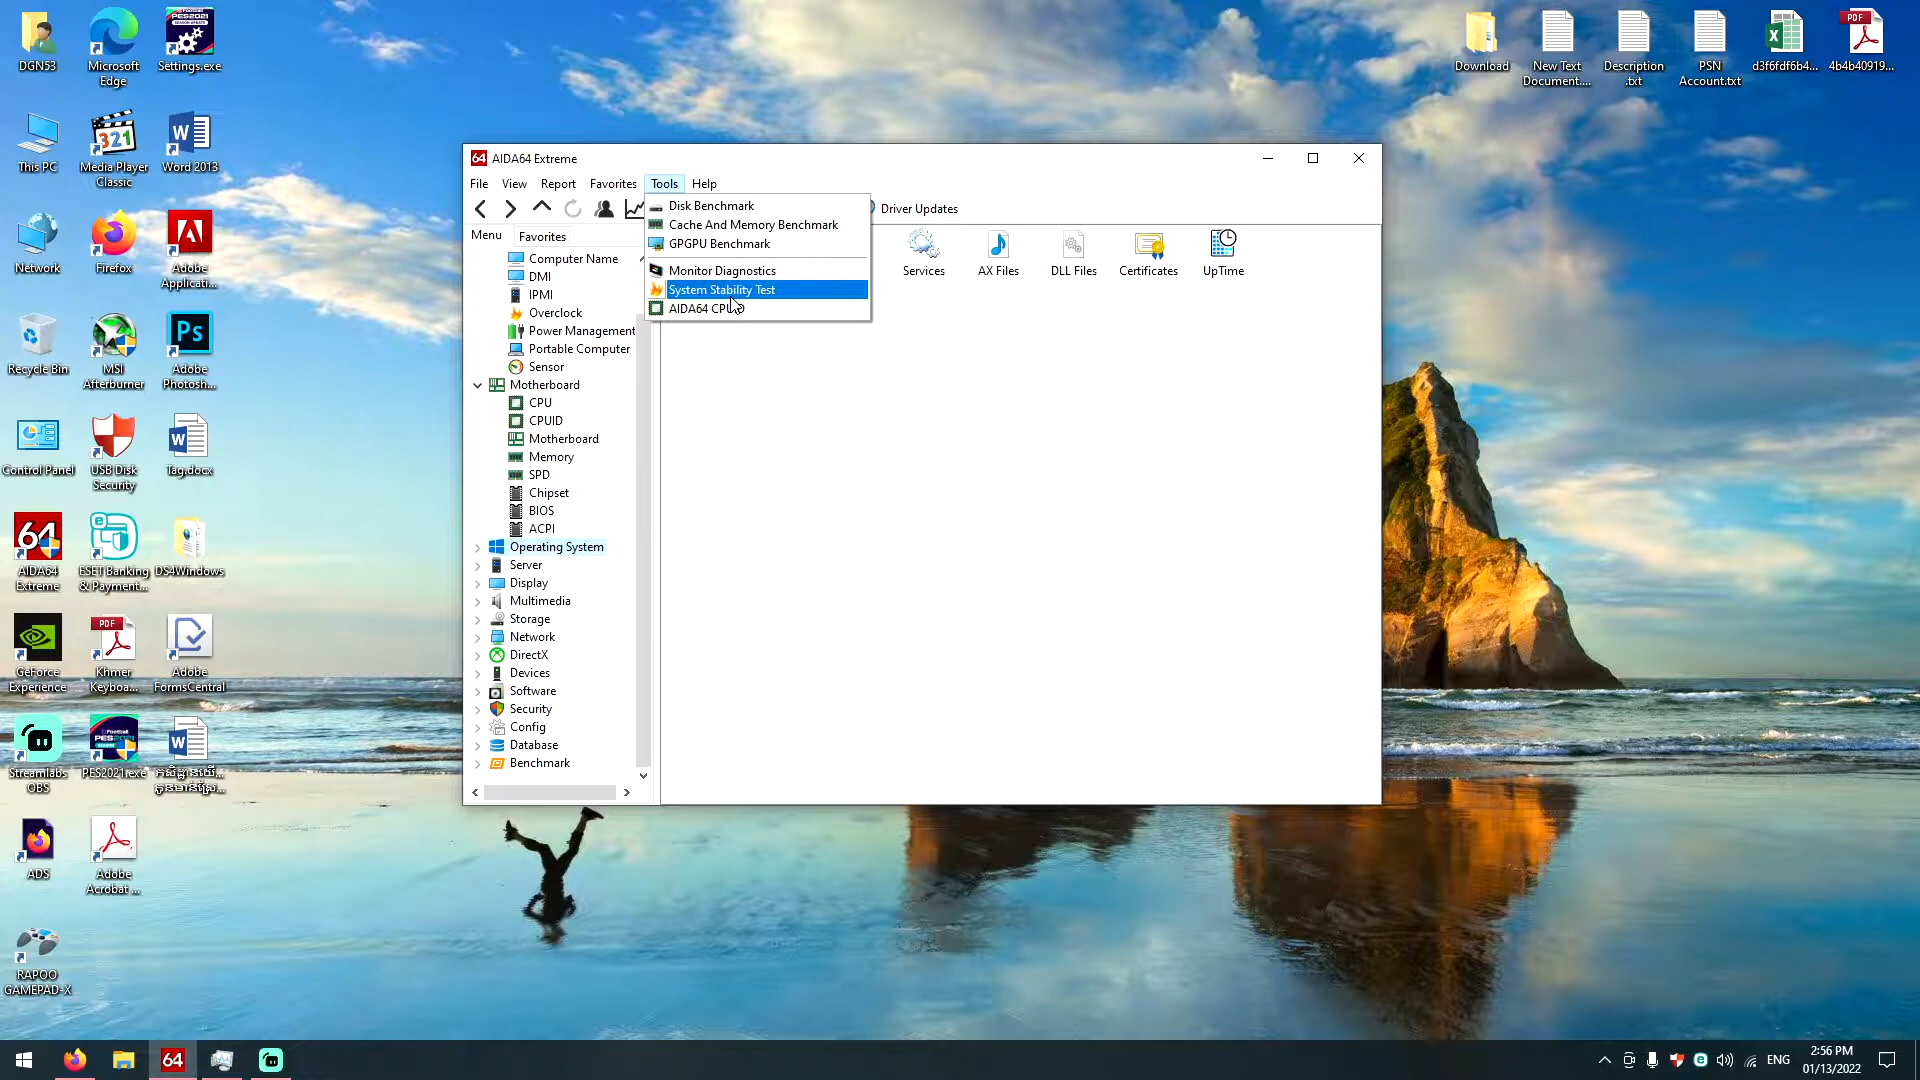 DGN53
Microsoft
Edge
Settings.exe
This PC
Media Player
Classic
Word 2013
Network
Firefox
Adobe
Applicati...
Recycle Bin
MSI
Afterburner
Adobe
Photosh...
Control Panel
USB Disk
Security
Tag.docx
AIDA64
Extreme
ESET Banking
& Payment...
DS4Windows
GeForce
Experience
Khmer
Keyboa...
Adobe
FormsCentral
Streamlabs
OBS
PES2021.exe
ADS
Adobe
Acrobat ...
RAPOO
GAMEPAD-X
Download
New Text
Document....
Description
.txt
PSN
Account.txt
d3f6fdf6b4...
4b4b40919...
64 AIDA64 Extreme
File View Report Favorites Tools Help
Driver Updates
Disk Benchmark
Cache And Memory Benchmark
GPGPU Benchmark
Monitor Diagnostics
System Stability Test
AIDA64 CPU
Menu Favorites
Computer Name
DMI
IPMI
Overclock
Power Management
Portable Computer
Sensor
Motherboard
CPU
CPUID
Motherboard
Memory
SPD
Chipset
BIOS
ACPI
Operating System
Server
Display
Multimedia
Storage
Network
DirectX
Devices
Software
Security
Config
Database
Benchmark
Services
AX Files
DLL Files
Certificates
UpTime
64
ENG
2:56 PM
01/13/2022